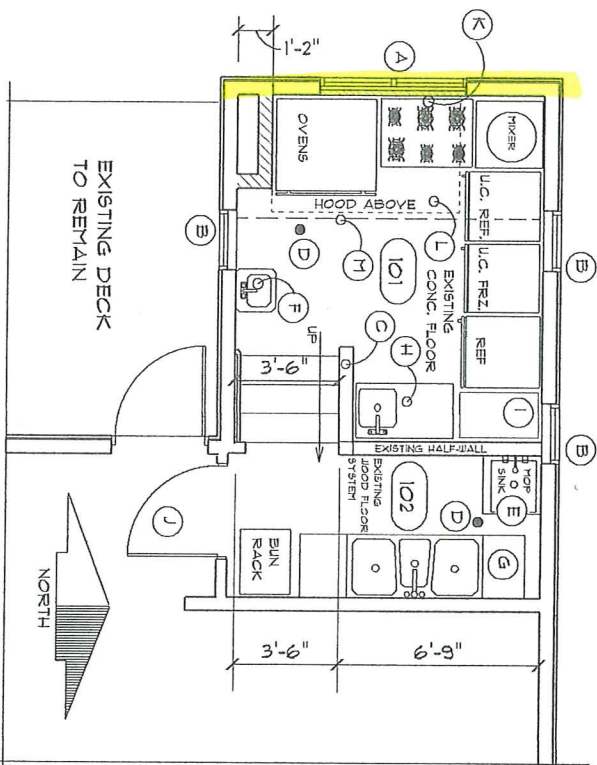 K
1'-2"
A
MIXER
OVENS
HOOD ABOVE
U.C. REF.
U.C. FRZ.
REF
B
L
M
D
101
EXISTING
CONC. FLOOR
B
F
C
H
I
UP
3'-6"
EXISTING DECK
TO REMAIN
EXISTING HALF-WALL
B
MOP
SINK
E
102
EXISTING
WOOD FLOOR
SYSTEM
D
G
J
BUN
RACK
NORTH
3'-6"
6'-9"